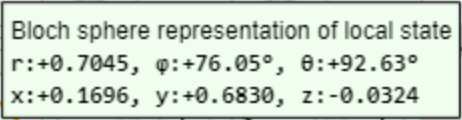 Bloch sphere representation of local state
r:+0.7045, φ:+76.05°, θ:+92.63°
x:+0.1696, y:+0.6830, z:-0.0324